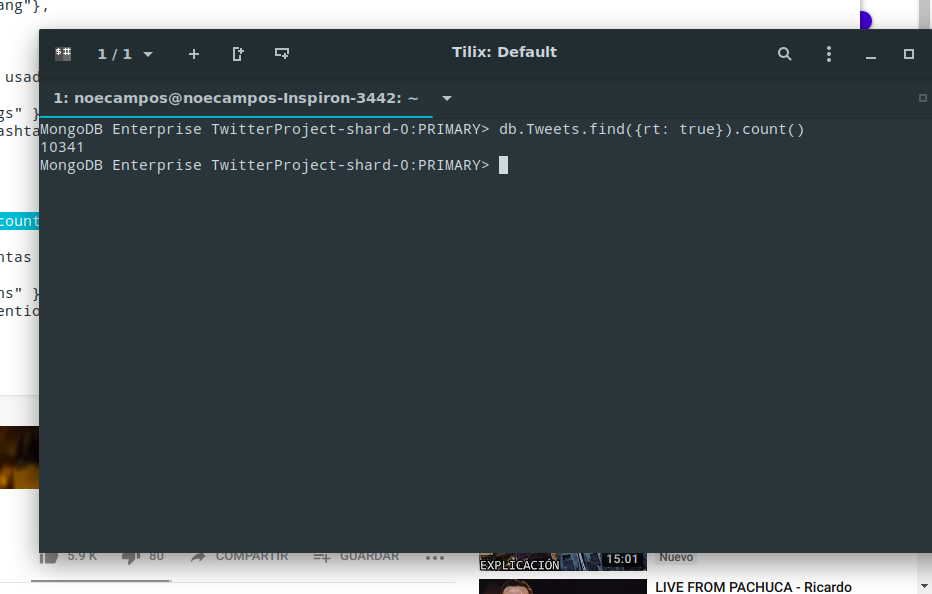 ang"},
1 / 1
Tilix: Default
usad
1: noecampos@noecampos-Inspiron-3442: ~
gs" }
ashta
MongoDB Enterprise TwitterProject-shard-0:PRIMARY> db.Tweets.find({rt: true}).count()
10341
MongoDB Enterprise TwitterProject-shard-0:PRIMARY>
count
ntas
ns" }
entio
5.9 K
80
COMPARTIR
GUARDAR
EXPLICACIÓN
15:01
Nuevo
LIVE FROM PACHUCA - Ricardo